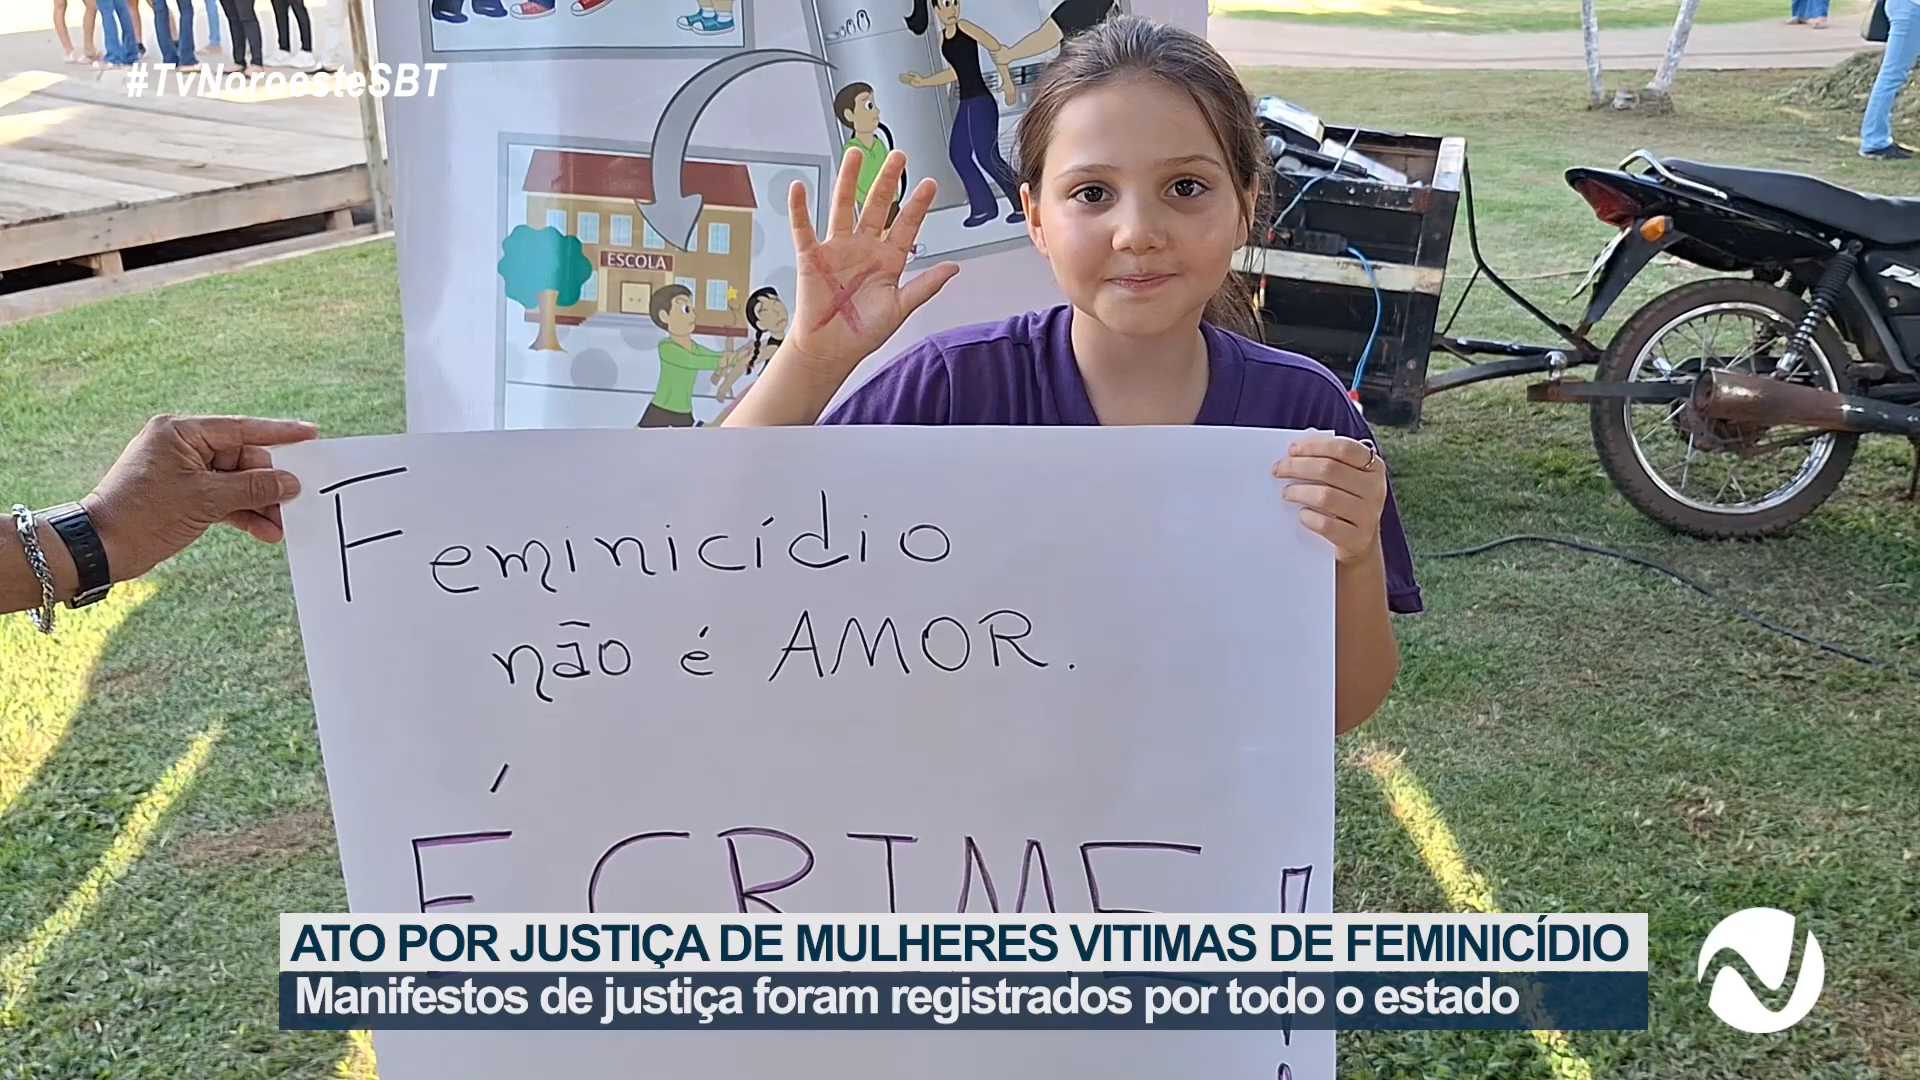 #TvNoroesteSBT
ESCOLA
Feminicídio
não é AMOR.
É CRIME!
ATO POR JUSTIÇA DE MULHERES VITIMAS DE FEMINICÍDIO
Manifestos de justiça foram registrados por todo o estado